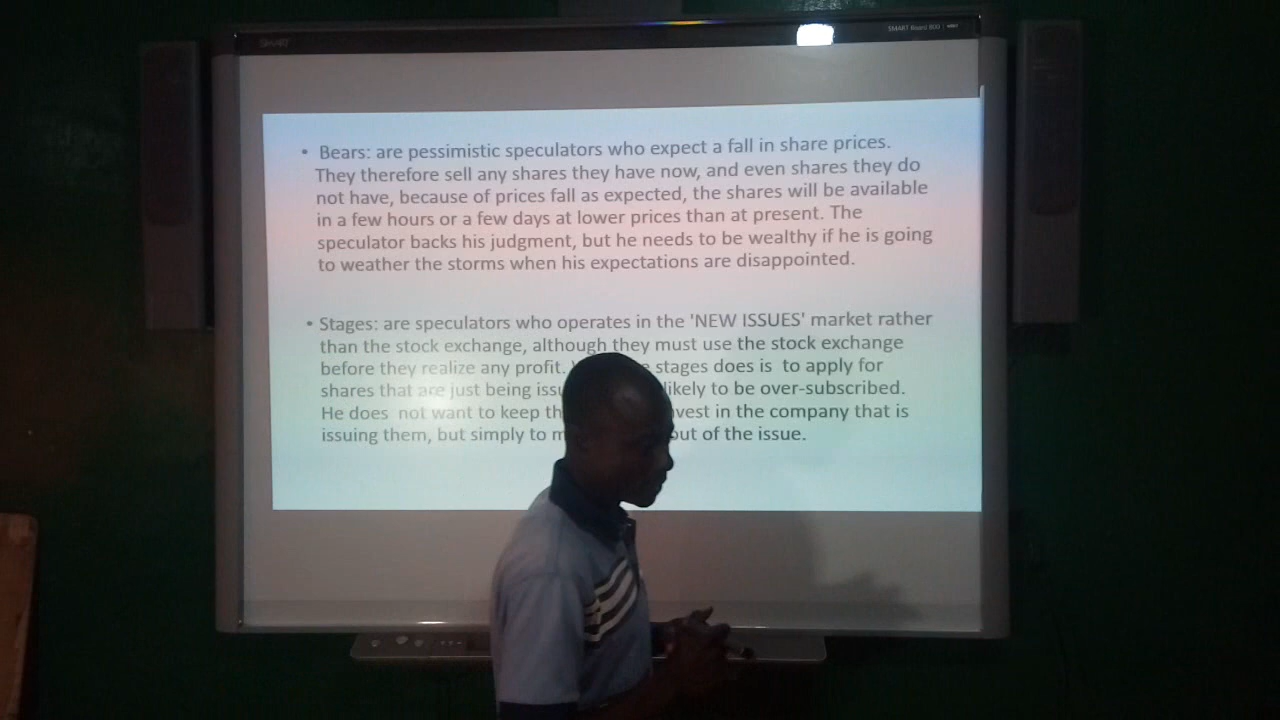 SMART
SMART Board 800
• Bears: are pessimistic speculators who expect a fall in share prices.
They therefore sell any shares they have now, and even shares they do
not have, because of prices fall as expected, the shares will be available
in a few hours or a few days at lower prices than at present. The
speculator backs his judgment, but he needs to be wealthy if he is going
to weather the storms when his expectations are disappointed.
• Stages: are speculators who operates in the 'NEW ISSUES' market rather
than the stock exchange, although they must use the stock exchange
before they realize any profit. stages does is to apply for
shares that are just being likely to be over-subscribed.
He does not want to keep in the company that is
issuing them, but simply to out of the issue.